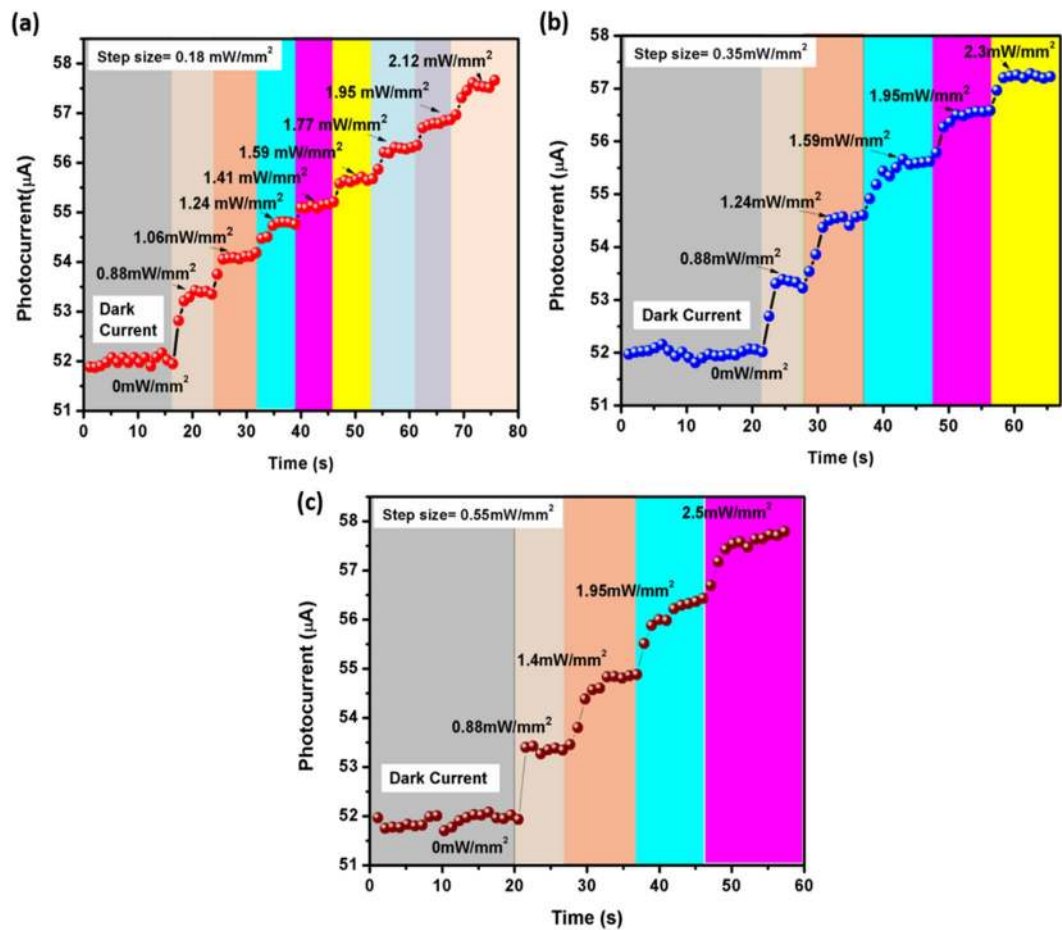 (a)
Step size= 0.18 mW/mm²
2.12 mW/mm²
1.95 mW/mm²
1.77 mW/mm²
1.59 mW/mm²
1.41 mW/mm²
1.24 mW/mm²
1.06mW/mm²
0.88mW/mm²
Dark
Current
0mW/mm²
Photocurrent(μA)
58
57
56
55
54
53
52
51
0 10 20 30 40 50 60 70 80
Time (s)
(b)
Step size= 0.35mW/mm²
2.3mW/mm²
1.95mW/mm²
1.59mW/mm²
1.24mW/mm²
0.88mW/mm²
Dark Current
0mW/mm²
Photocurrent(μA)
58
57
56
55
54
53
52
51
0 10 20 30 40 50 60
Time (s)
(c)
Step size= 0.55mW/mm²
2.5mW/mm²
1.95mW/mm²
1.4mW/mm²
0.88mW/mm²
Dark Current
0mW/mm²
Photocurrent (μA)
58
57
56
55
54
53
52
51
0 10 20 30 40 50 60
Time (s)